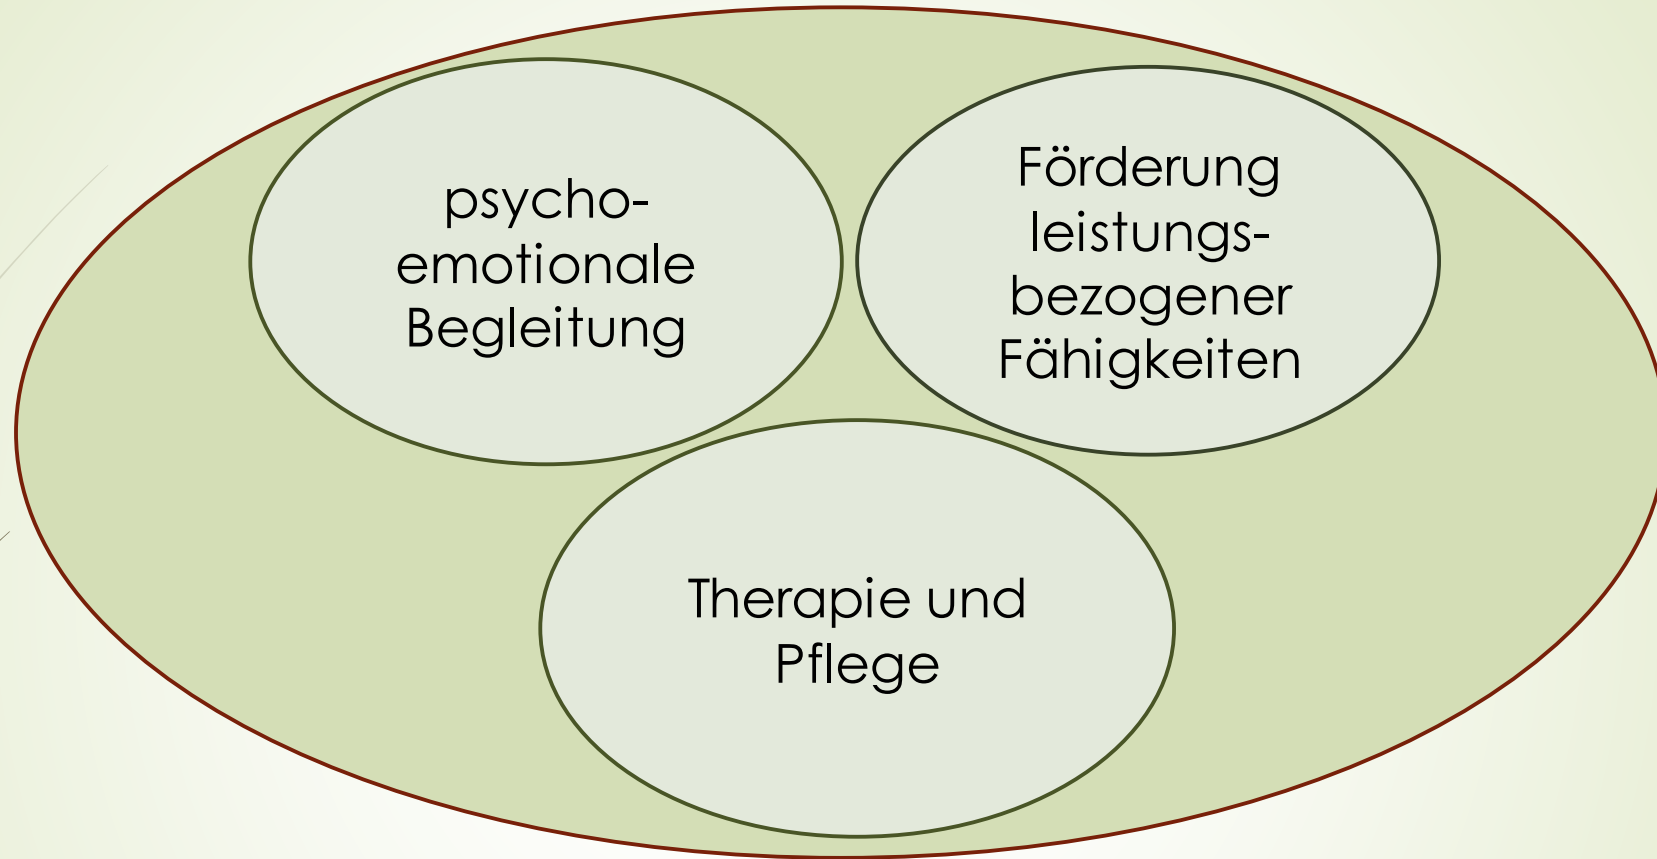 psycho-
emotionale
Begleitung
Förderung
leistungs-
bezogener
Fähigkeiten
Therapie und
Pflege